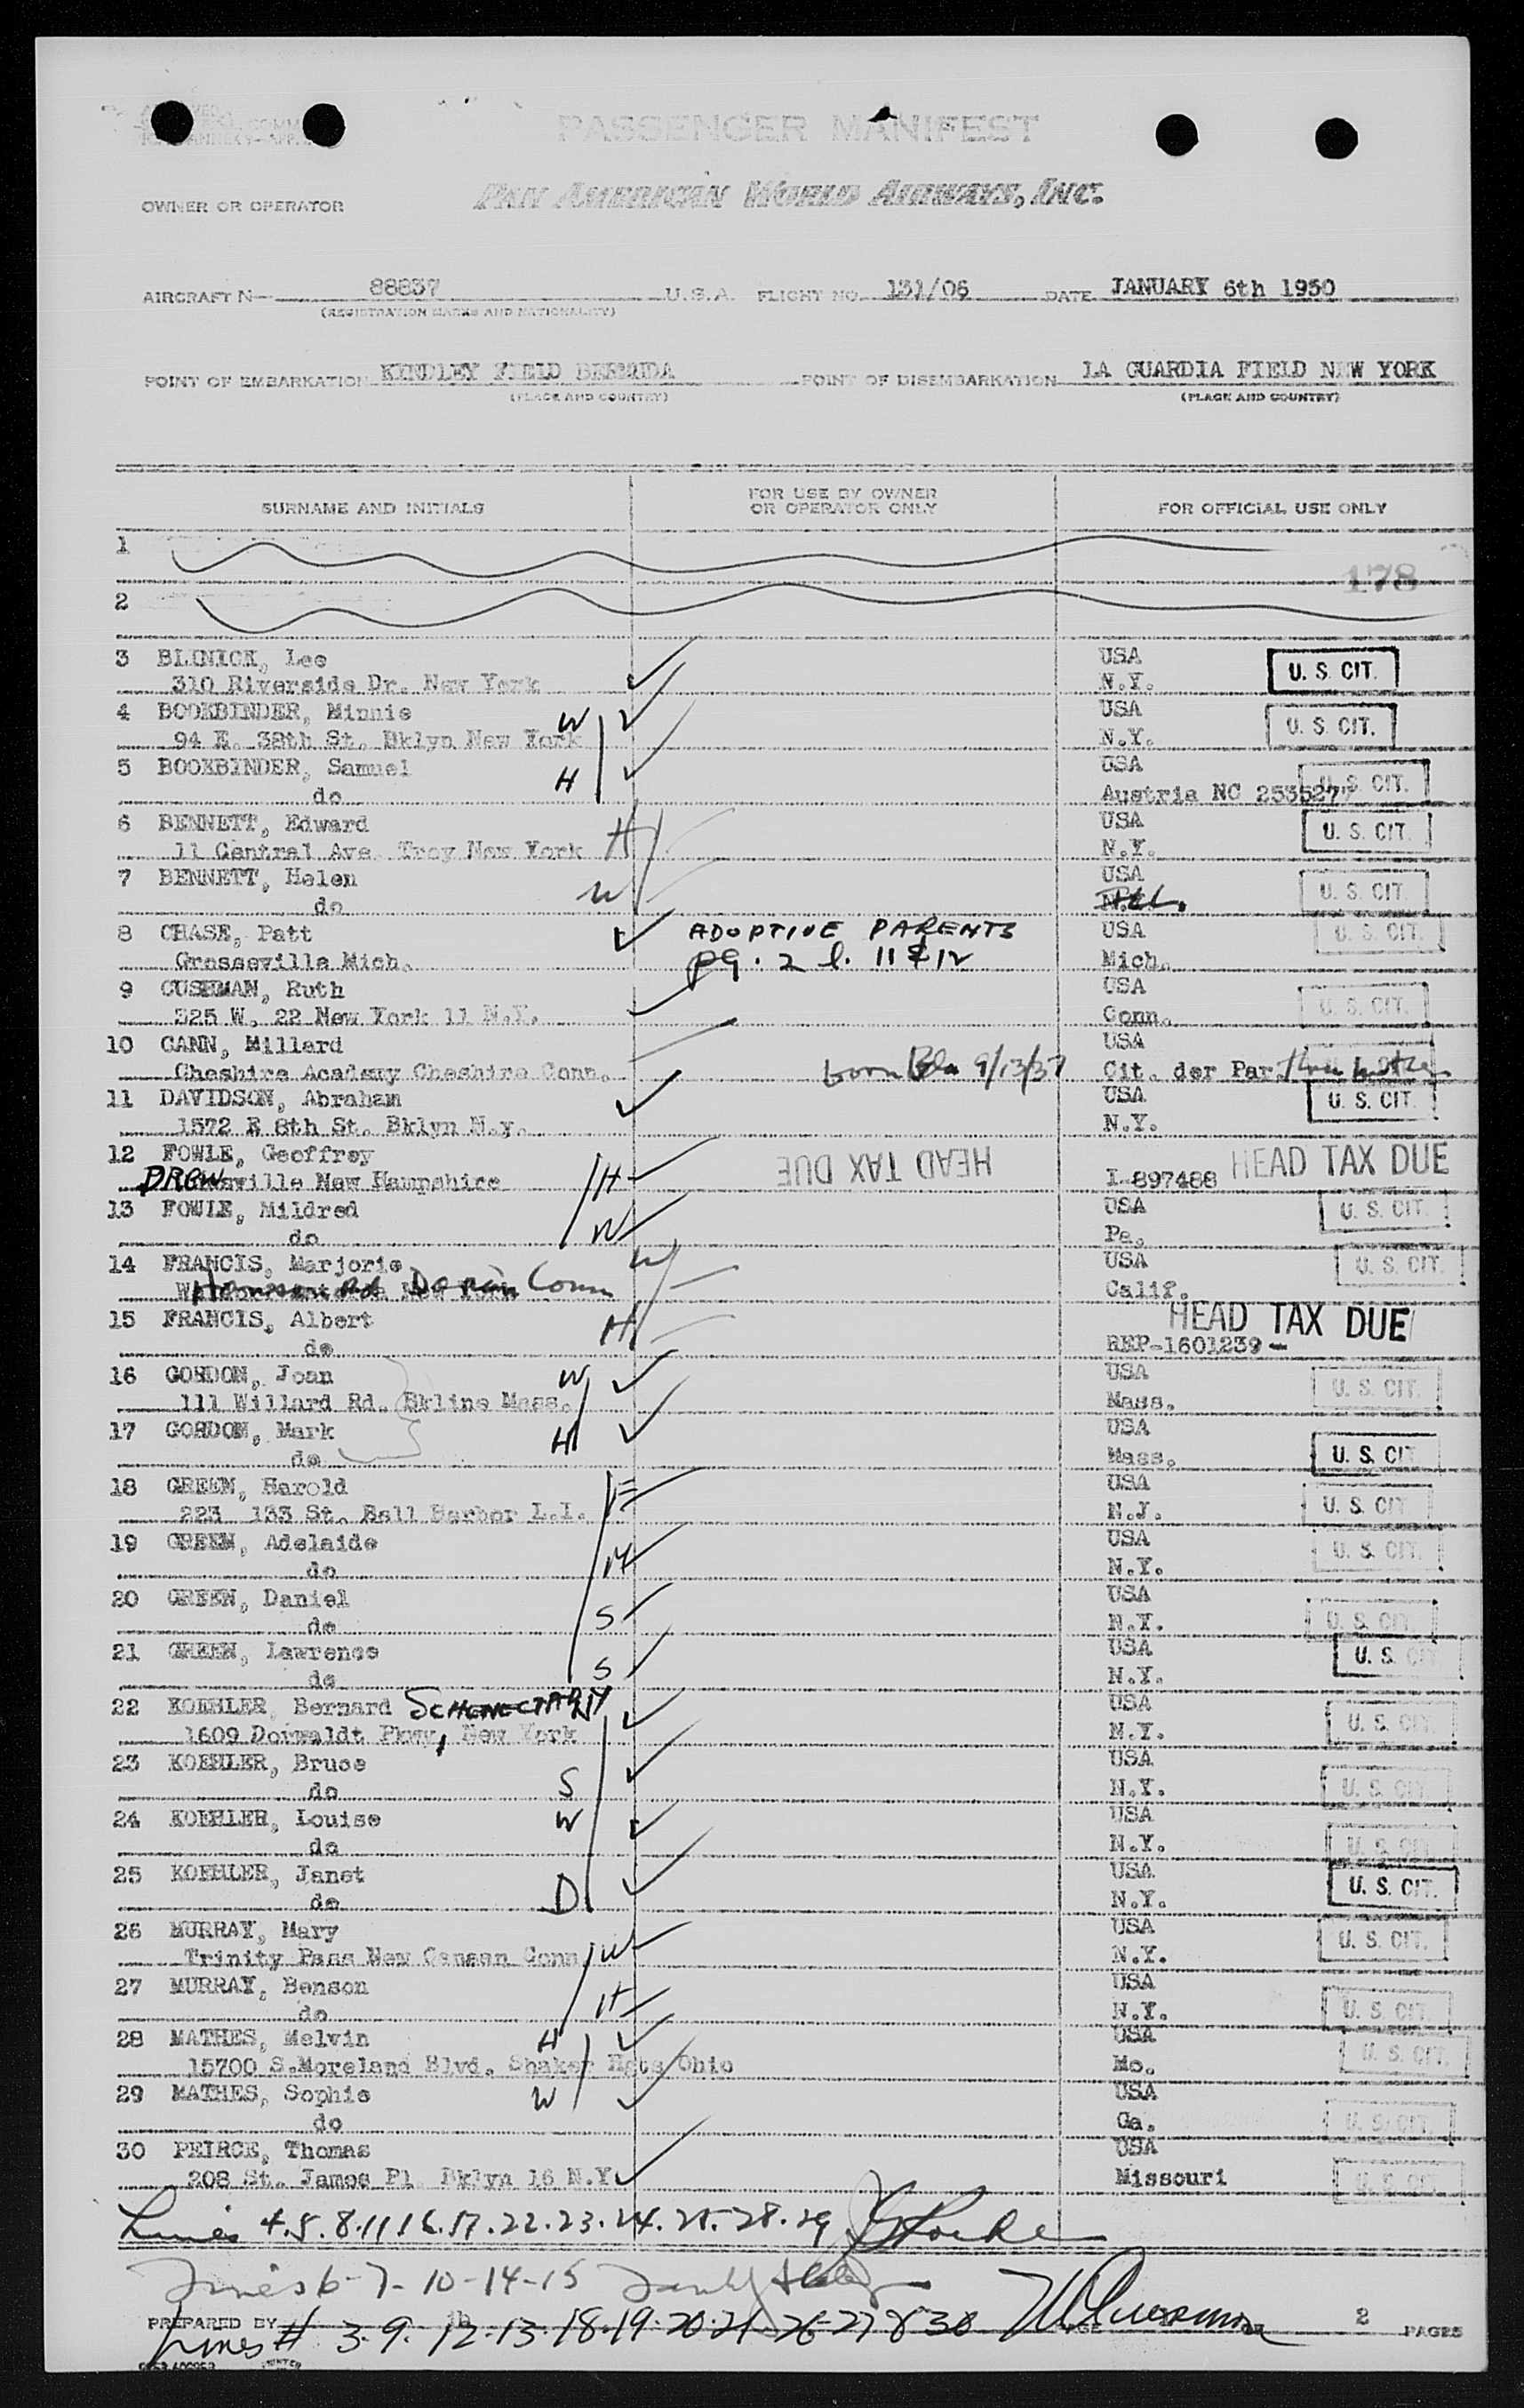 PASSENGER MANIFEST
PAN AMERICAN WORLD AIRWAYS, INC.
OWNER OR OPERATOR
AIRCRAFT N— 88837 U.S.A. FLIGHT NO. 131/06 DATE JANUARY 6th 1950
(REGISTRATION MARKS AND NATIONALITY)
POINT OF EMBARKATION KINDLEY FIELD BERMUDA POINT OF DISEMBARKATION LA GUARDIA FIELD NEW YORK
(PLACE AND COUNTRY) (PLACE AND COUNTRY)
SURNAME AND INITIALS FOR USE BY OWNER OR OPERATOR ONLY FOR OFFICIAL USE ONLY
1
178
2
3 BLINICK, Lee USA U. S. CIT.
310 Riverside Dr. New York N.Y.
4 BOOKBINDER, Minnie W USA U. S. CIT.
94 E. 38th St. Bklyn New York N.Y.
5 BOOKBINDER, Samuel H USA U. S. CIT.
do Austria NC 2535277
6 BENNETT, Edward H USA U. S. CIT.
11 Central Ave. Troy New York N.Y.
7 BENNETT, Helen W USA U. S. CIT.
do
8 CHASE, Patt ADOPTIVE PARENTS USA U. S. CIT.
Grosseville Mich. pg. 2 l. 11 & 12 Mich.
9 CUSHMAN, Ruth USA U. S. CIT.
325 W. 22 New York 11 N.Y. Conn.
10 CANN, Millard USA
Cheshire Academy Cheshire Conn. born Bda 9/13/37 Cit. der Par. thru mother
11 DAVIDSON, Abraham USA U. S. CIT.
1572 E 8th St. Bklyn N.y. N.Y.
12 FOWLE, Geoffrey H HEAD TAX DUE HEAD TAX DUE
DREWsville New Hampshire I-897488
13 FOWLE, Mildred W USA U. S. CIT.
do Pa.
14 FRANCIS, Marjorie W USA U. S. CIT.
Rd Darien Conn Calif.
15 FRANCIS, Albert H HEAD TAX DUE
do REP-1601239-
16 GORDON, Joan W USA U. S. CIT.
111 Willard Rd. Bkline Mass. Mass.
17 GORDON, Mark H USA U. S. CIT
do Mass.
18 GREEN, Harold F USA U. S. CIT
223 133 St. Bell Harbor L.I. N.J.
19 GREEN, Adelaide M USA U. S. CIT.
do N.Y.
20 GREEN, Daniel S USA U. S. CIT
do N.Y.
21 GREEN, Lawrence S USA U. S. CIT
do N.Y.
22 KOEHLER, Bernard SCHENECTADY H USA U. S. CIT
1609 Dorwaldt Pkwy, New York N.Y.
23 KOEHLER, Bruce S USA U. S. CIT.
do N.Y.
24 KOEHLER, Louise W USA U. S. CIT.
do N.Y.
25 KOEHLER, Janet D USA U. S. CIT.
do N.Y.
26 MURRAY, Mary W USA U. S. CIT.
Trinity Pass New Canaan Conn. N.Y.
27 MURRAY, Benson H USA U. S. CIT.
do N.Y.
28 MATHES, Melvin H USA U. S. CIT.
15700 S.Moreland Blvd. Shaker Hgts Ohio Mo.
29 MATHES, Sophie W USA U. S. CIT.
do Ga.
30 PEIRCE, Thomas USA U. S. CIT.
208 St. James Pl. Bklyn 16 N.Y. Missouri
Lines 4.5.8.11.16.17.22.23.24.25.28.29
Lines 6-7-10-14-15
PREPARED BY 2 PAGES
Lines # 3.9.12.13.18.19.20.21.26-27 & 30